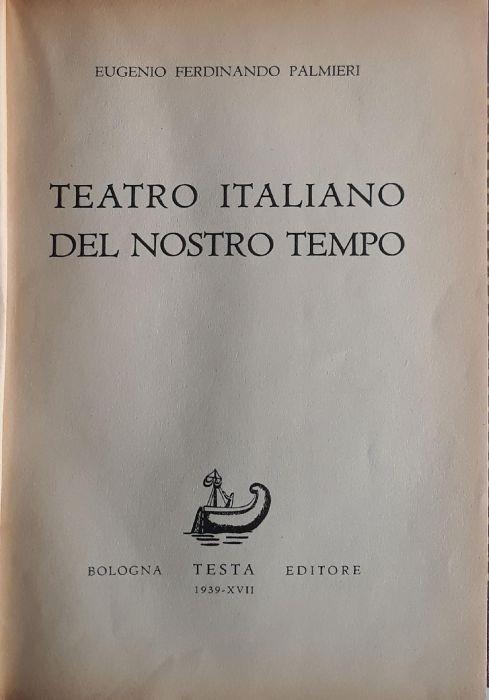 EUGENIO FERDINANDO PALMIERI
TEATRO ITALIANO
DEL NOSTRO TEMPO
BOLOGNA TESTA EDITORE
1939-XVII